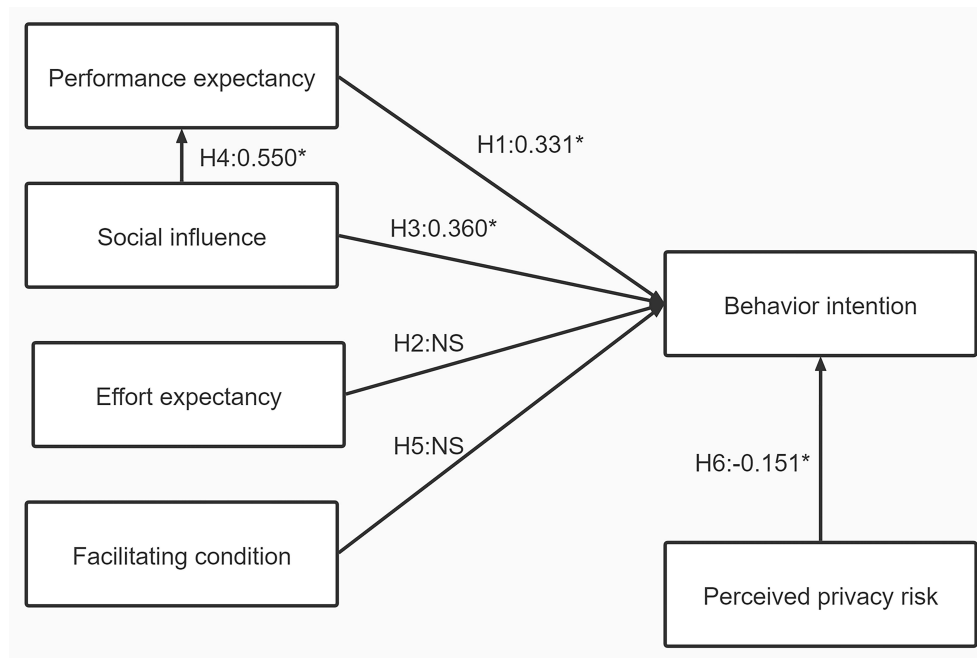 Performance expectancy
H1:0.331*
H4:0.550*
Social influence
H3:0.360*
Behavior intention
H2:NS
Effort expectancy
H5:NS
H6:-0.151*
Facilitating condition
Perceived privacy risk